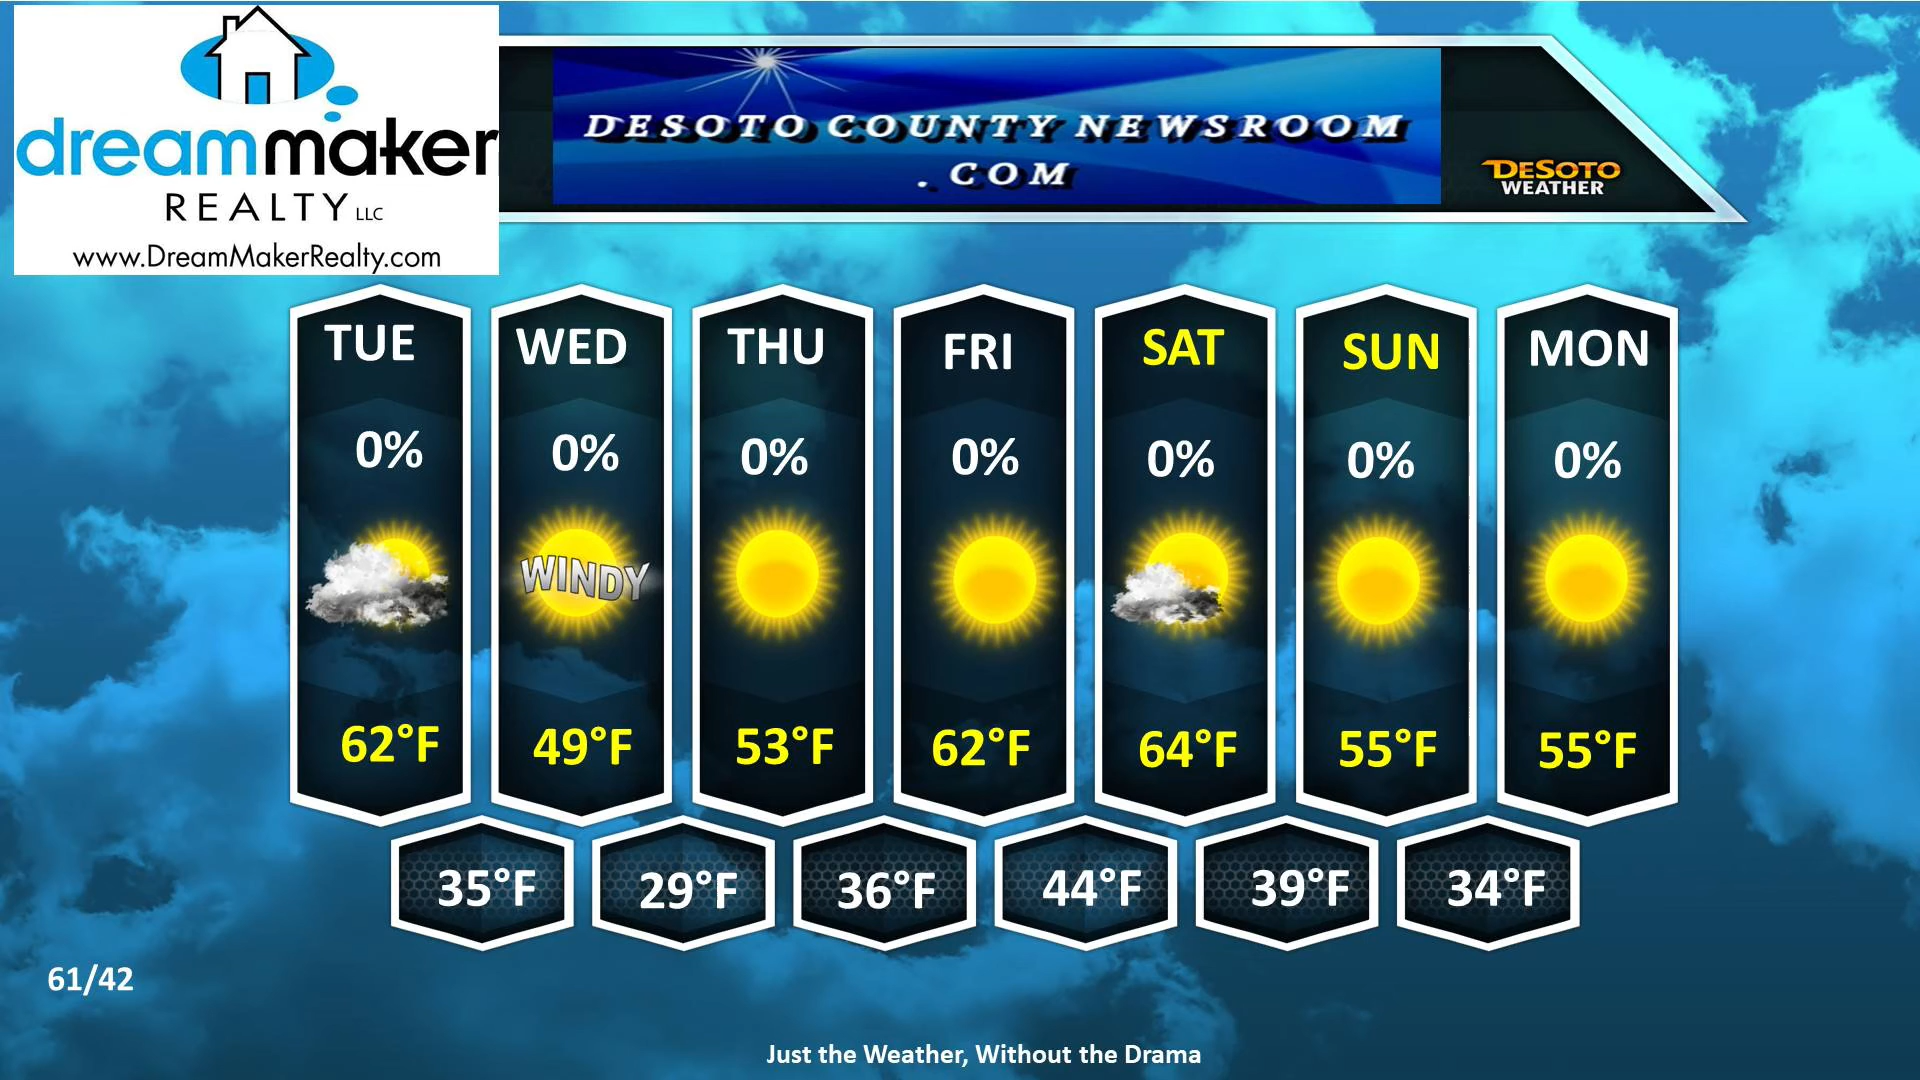 dreammaker
REALTY LLC
www.DreamMakerRealty.com
DESOTO COUNTY NEWSROOM
.COM
DESOTO
WEATHER
TUE WED THU FRI SAT SUN MON
0% 0% 0% 0% 0% 0% 0%
WINDY
62°F 49°F 53°F 62°F 64°F 55°F 55°F
35°F 29°F 36°F 44°F 39°F 34°F
61/42
Just the Weather, Without the Drama